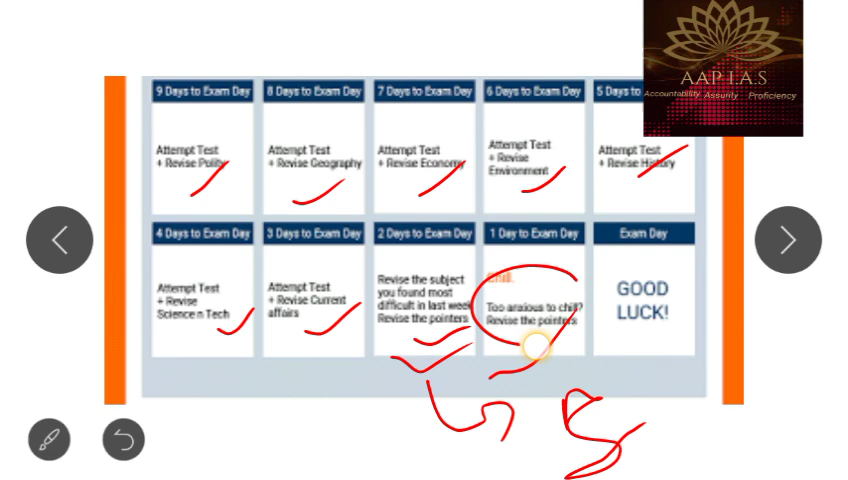 AAP I.A.S
Accountability Assurity Proficiency
9 Days to Exam Day
8 Days to Exam Day
7 Days to Exam Day
6 Days to Exam Day
5 Days to
Attempt Test
+ Revise Polity
Attempt Test
+ Revise Geography
Attempt Test
+ Revise Economy
Attempt Test
+ Revise
Environment
Attempt Test
+ Revise History
4 Days to Exam Day
3 Days to Exam Day
2 Days to Exam Day
1 Day to Exam Day
Exam Day
Attempt Test
+ Revise
Science n Tech
Attempt Test
+ Revise Current
affairs
Revise the subject
you found most
difficult in last week
Revise the pointers
Chill.
Too anxious to chill?
Revise the pointers
GOOD
LUCK!